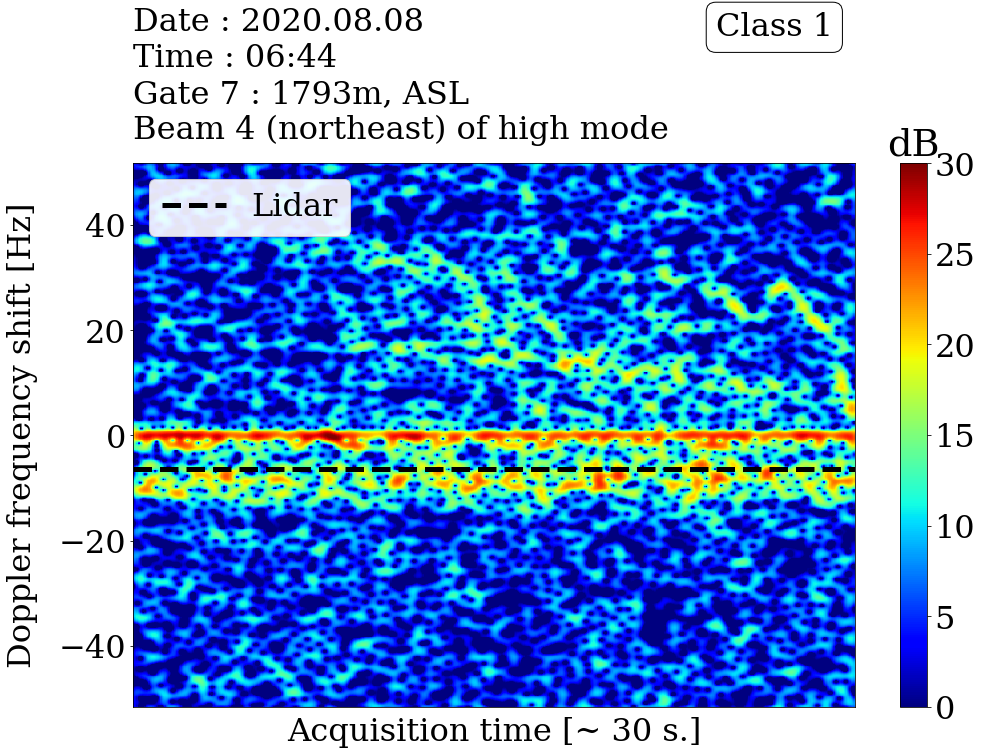 Date : 2020.08.08
Time : 06:44
Gate 7 : 1793m, ASL
Beam 4 (northeast) of high mode
Class 1
dB
30
25
20
15
10
5
0
Lidar
Doppler frequency shift [Hz]
40
20
0
−20
−40
Acquisition time [~ 30 s.]